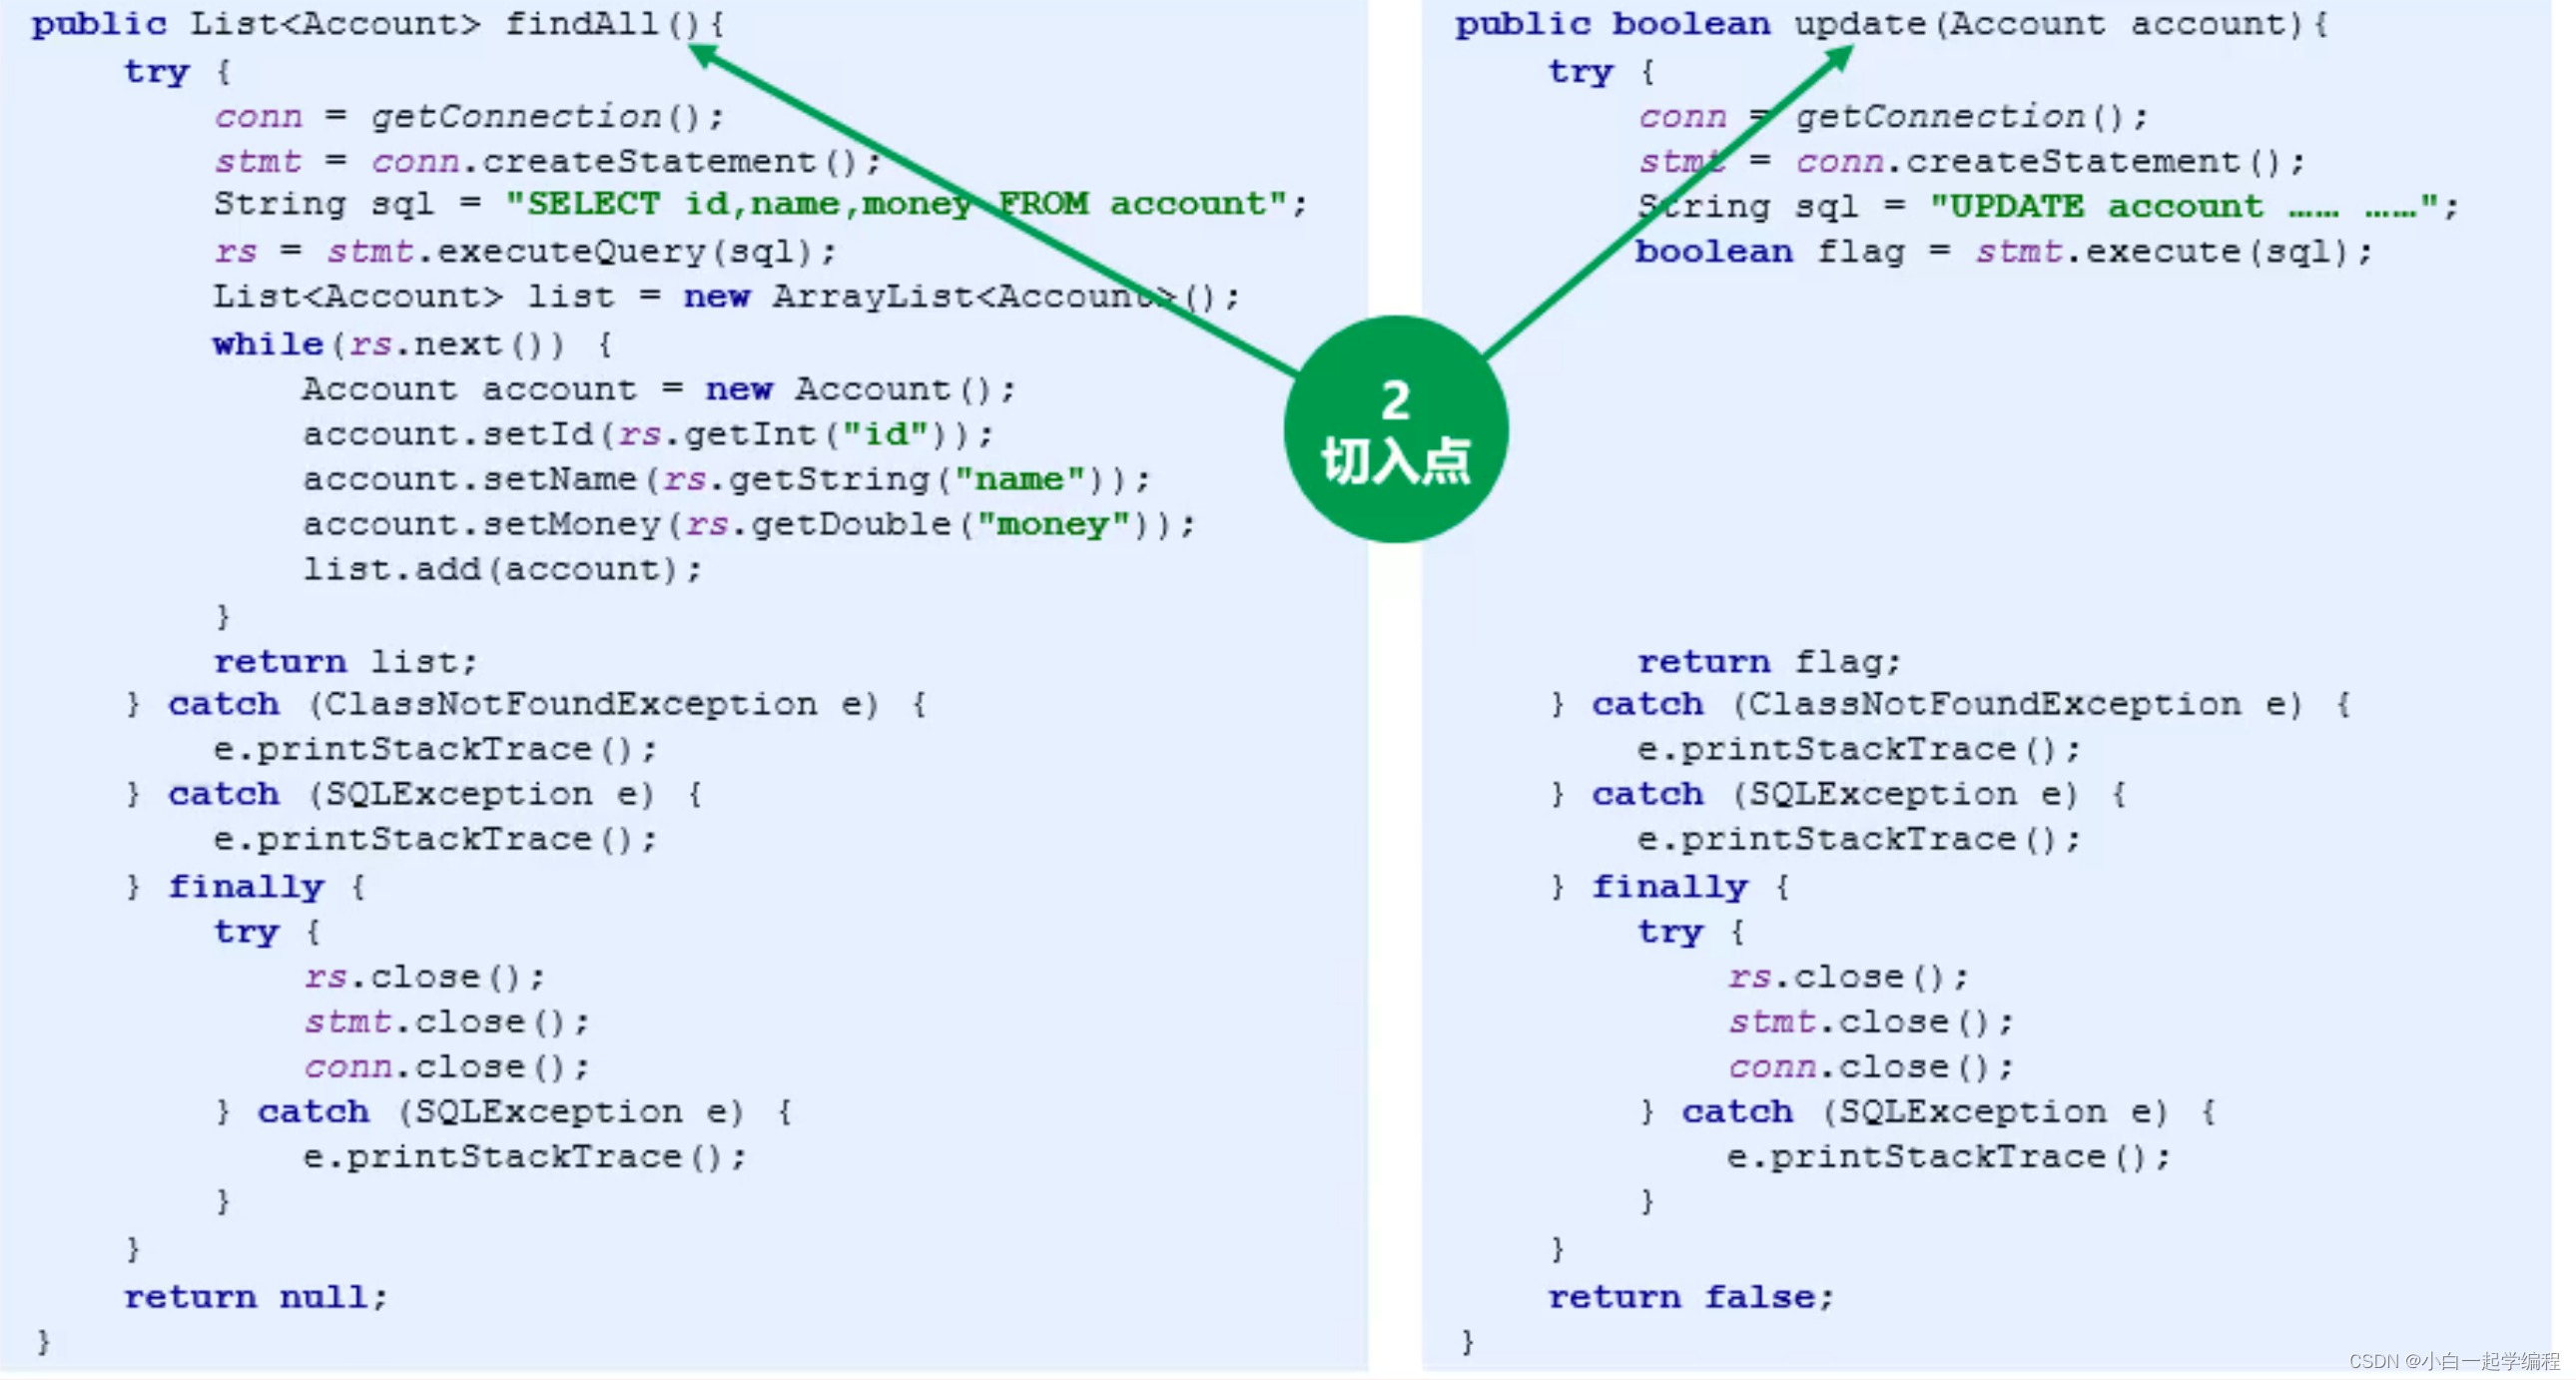 public List<Account> findAll(){
try {
conn = getConnection();
stmt = conn.createStatement();
String sql = "SELECT id,name,money FROM account";
rs = stmt.executeQuery(sql);
List<Account> list = new ArrayList<Account>();
while(rs.next()) {
Account account = new Account();
account.setId(rs.getInt("id"));
account.setName(rs.getString("name"));
account.setMoney(rs.getDouble("money"));
list.add(account);
}
return list;
} catch (ClassNotFoundException e) {
e.printStackTrace();
} catch (SQLException e) {
e.printStackTrace();
} finally {
try {
rs.close();
stmt.close();
conn.close();
} catch (SQLException e) {
e.printStackTrace();
}
}
return null;
}
2
切入点
public boolean update(Account account){
try {
conn = getConnection();
stmt = conn.createStatement();
String sql = "UPDATE account …… ……";
boolean flag = stmt.execute(sql);
return flag;
} catch (ClassNotFoundException e) {
e.printStackTrace();
} catch (SQLException e) {
e.printStackTrace();
} finally {
try {
rs.close();
stmt.close();
conn.close();
} catch (SQLException e) {
e.printStackTrace();
}
}
return false;
}
CSDN @小白一起学编程